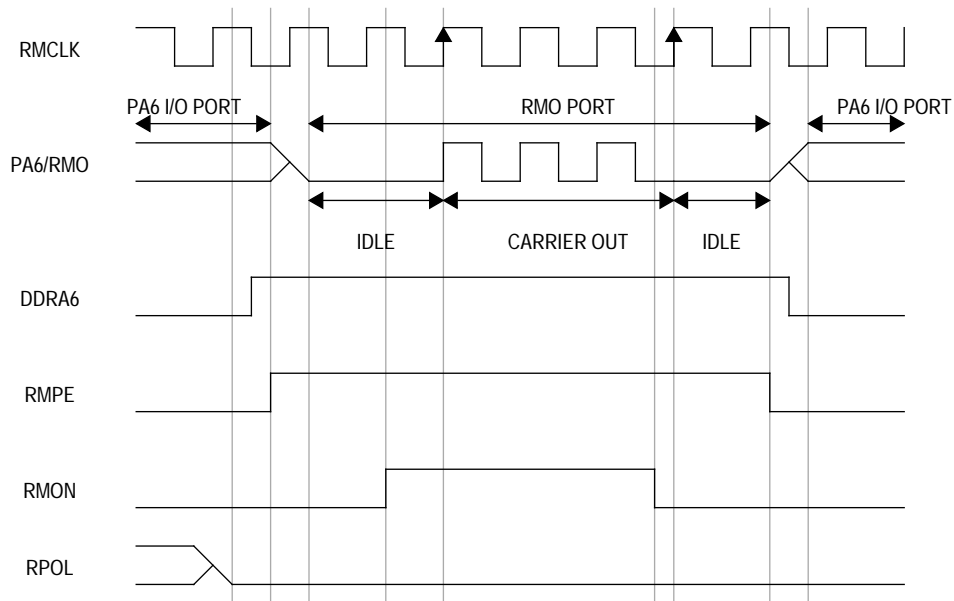 RMCLK
PA6 I/O PORT
RMO PORT
PA6 I/O PORT
PA6/RMO
IDLE
CARRIER OUT
IDLE
DDRA6
RMPE
RMON
RPOL